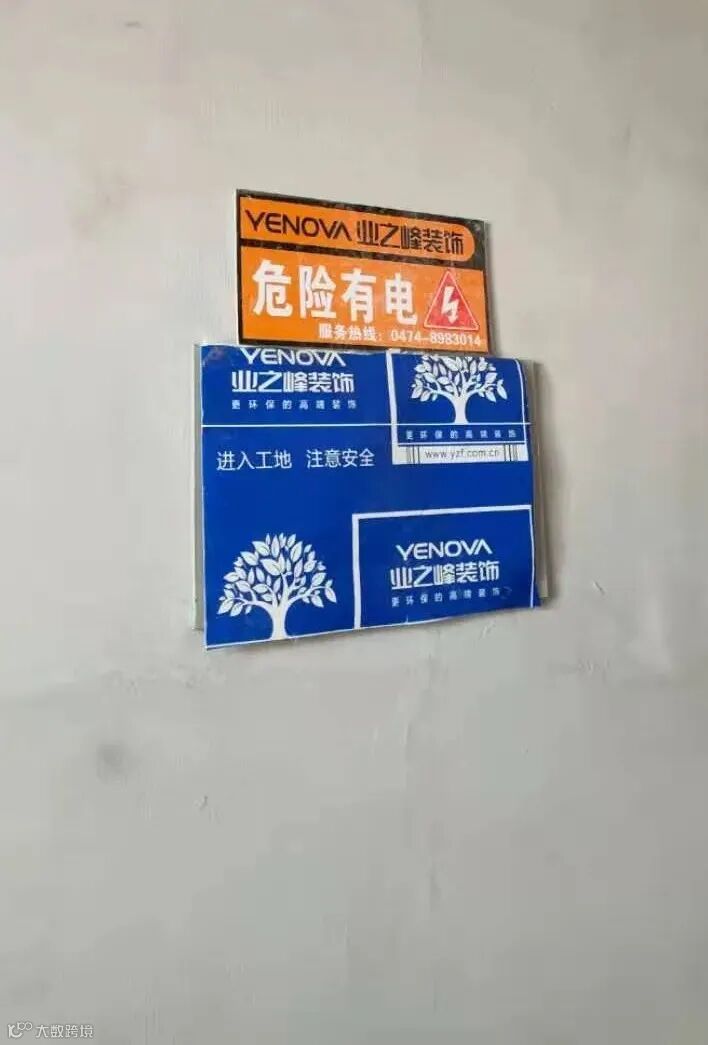 YENOVA 业之峰装饰
危险有电
服务热线：0474-8983014
YENOVA
业之峰装饰
更环保的高端装饰
更环保的高端装饰
www.yzf.com.cn
进入工地 注意安全
YENOVA
业之峰装饰
更环保的高端装饰
大数跨境